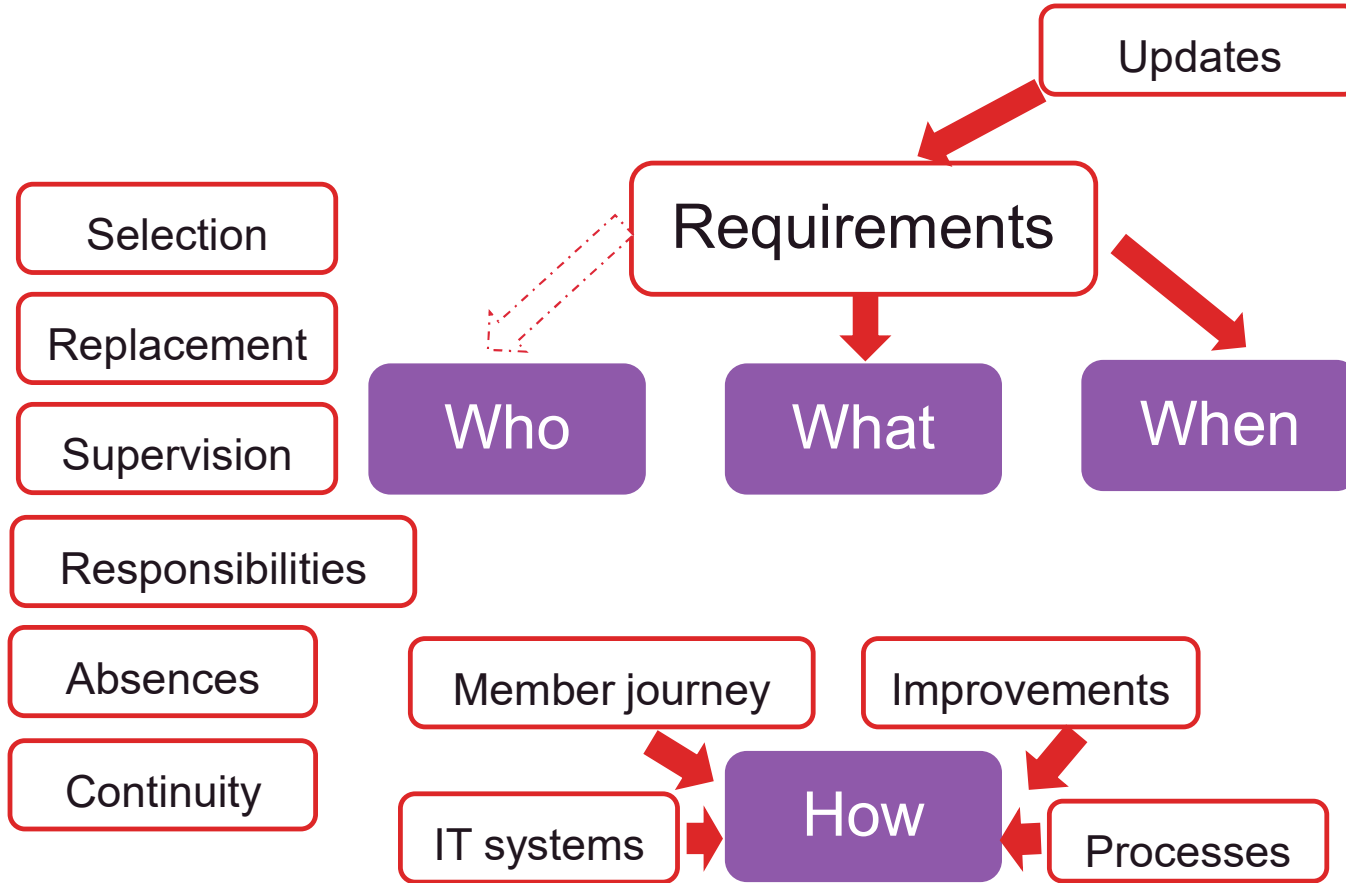 Updates
Requirements
Selection
Replacement
Supervision
Responsibilities
Absences
Continuity
Who
What
When
Member journey
Improvements
IT systems
How
Processes